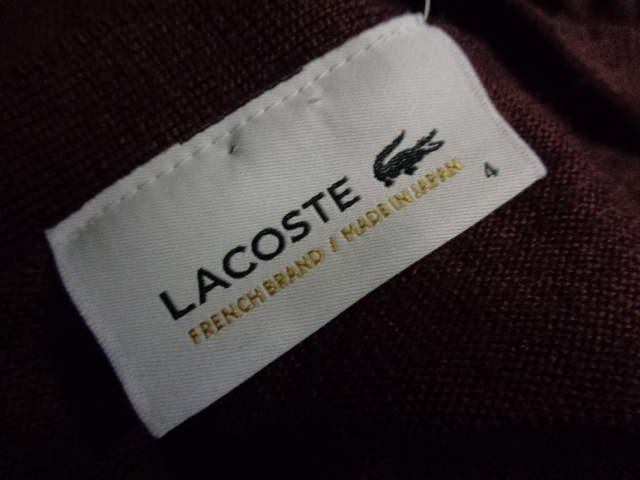 LACOSTE
FRENCH BRAND / MADE IN JAPAN
4